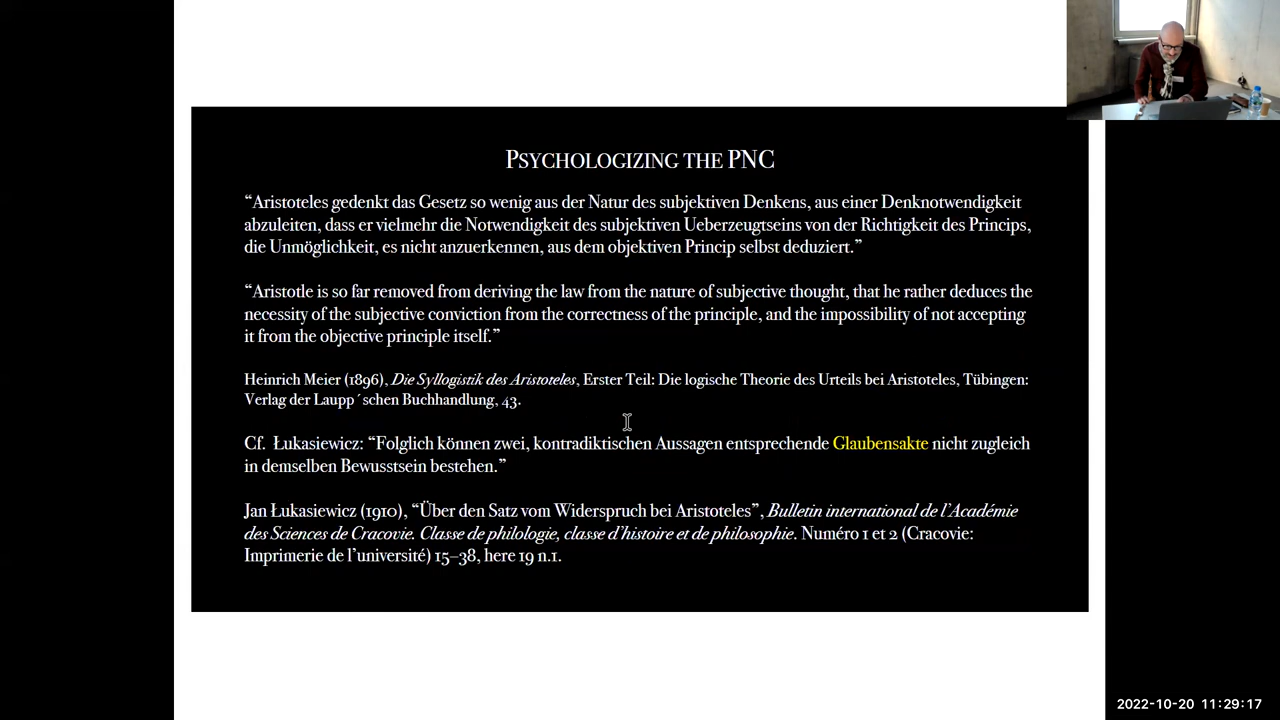 PSYCHOLOGIZING THE PNC
“Aristoteles gedenkt das Gesetz so wenig aus der Natur des subjektiven Denkens, aus einer Denknotwendigkeit
abzuleiten, dass er vielmehr die Notwendigkeit des subjektiven Ueberzeugtseins von der Richtigkeit des Princips,
die Unmöglichkeit, es nicht anzuerkennen, aus dem objektiven Princip selbst deduziert.”
“Aristotle is so far removed from deriving the law from the nature of subjective thought, that he rather deduces the
necessity of the subjective conviction from the correctness of the principle, and the impossibility of not accepting
it from the objective principle itself.”
Heinrich Meier (1896), Die Syllogistik des Aristoteles, Erster Teil: Die logische Theorie des Urteils bei Aristoteles, Tübingen:
Verlag der Laupp´schen Buchhandlung, 43.
Cf. Łukasiewicz: “Folglich können zwei, kontradiktischen Aussagen entsprechende Glaubensakte nicht zugleich
in demselben Bewusstsein bestehen.”
Jan Łukasiewicz (1910), “Über den Satz vom Widerspruch bei Aristoteles”, Bulletin international de l’Académie
des Sciences de Cracovie. Classe de philologie, classe d’histoire et de philosophie. Numéro 1 et 2 (Cracovie:
Imprimerie de l’université) 15–38, here 19 n.1.
2022-10-20 11:29:17